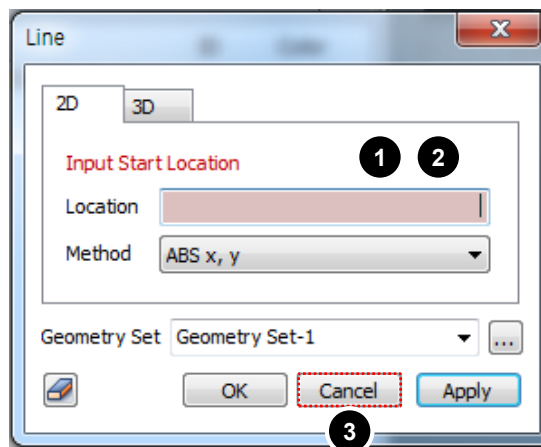 Line
2D 3D
1 2
Input Start Location
Location
Method ABS x, y
Geometry Set Geometry Set-1 ...
OK Cancel Apply
3